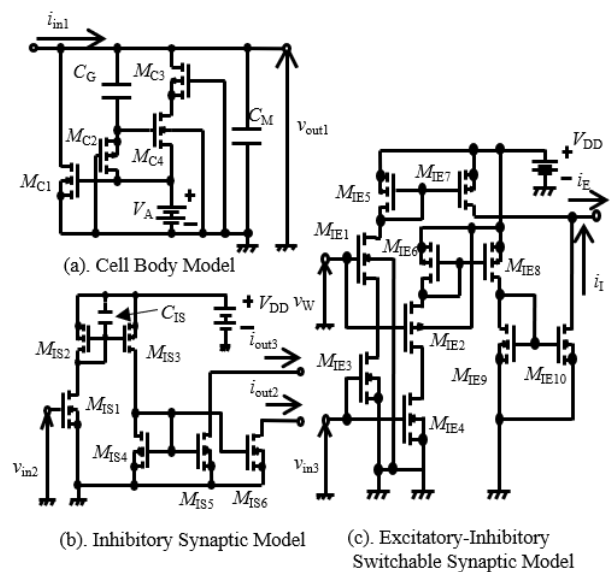 i_in1
C_G
M_C3
M_C2
M_C4
C_M
v_out1
M_C1
V_A
+
−
(a). Cell Body Model
C_IS
+ V_DD
−
M_IS2
M_IS3
M_IS1
v_in2
i_out3
i_out2
M_IS4
M_IS5
M_IS6
(b). Inhibitory Synaptic Model
+ V_DD
−
M_IE7
M_IE5
i_E
M_IE1
M_IE6
M_IE8
i_I
v_W
M_IE2
M_IE3
M_IE9
M_IE10
M_IE4
v_in3
(c). Excitatory-Inhibitory
Switchable Synaptic Model